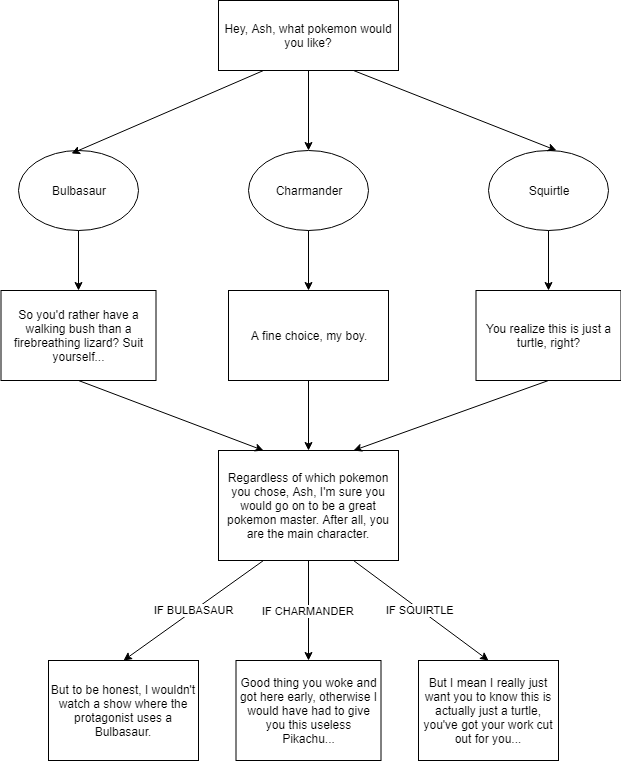 Hey, Ash, what pokemon would
you like?
Bulbasaur
Charmander
Squirtle
So you'd rather have a
walking bush than a
firebreathing lizard? Suit
yourself...
A fine choice, my boy.
You realize this is just a
turtle, right?
Regardless of which pokemon
you chose, Ash, I'm sure you
would go on to be a great
pokemon master. After all, you
are the main character.
IF BULBASAUR
IF CHARMANDER
IF SQUIRTLE
But to be honest, I wouldn't
watch a show where the
protagonist uses a
Bulbasaur.
Good thing you woke and
got here early, otherwise I
would have had to give
you this useless
Pikachu...
But I mean I really just
want you to know this is
actually just a turtle,
you've got your work cut
out for you...